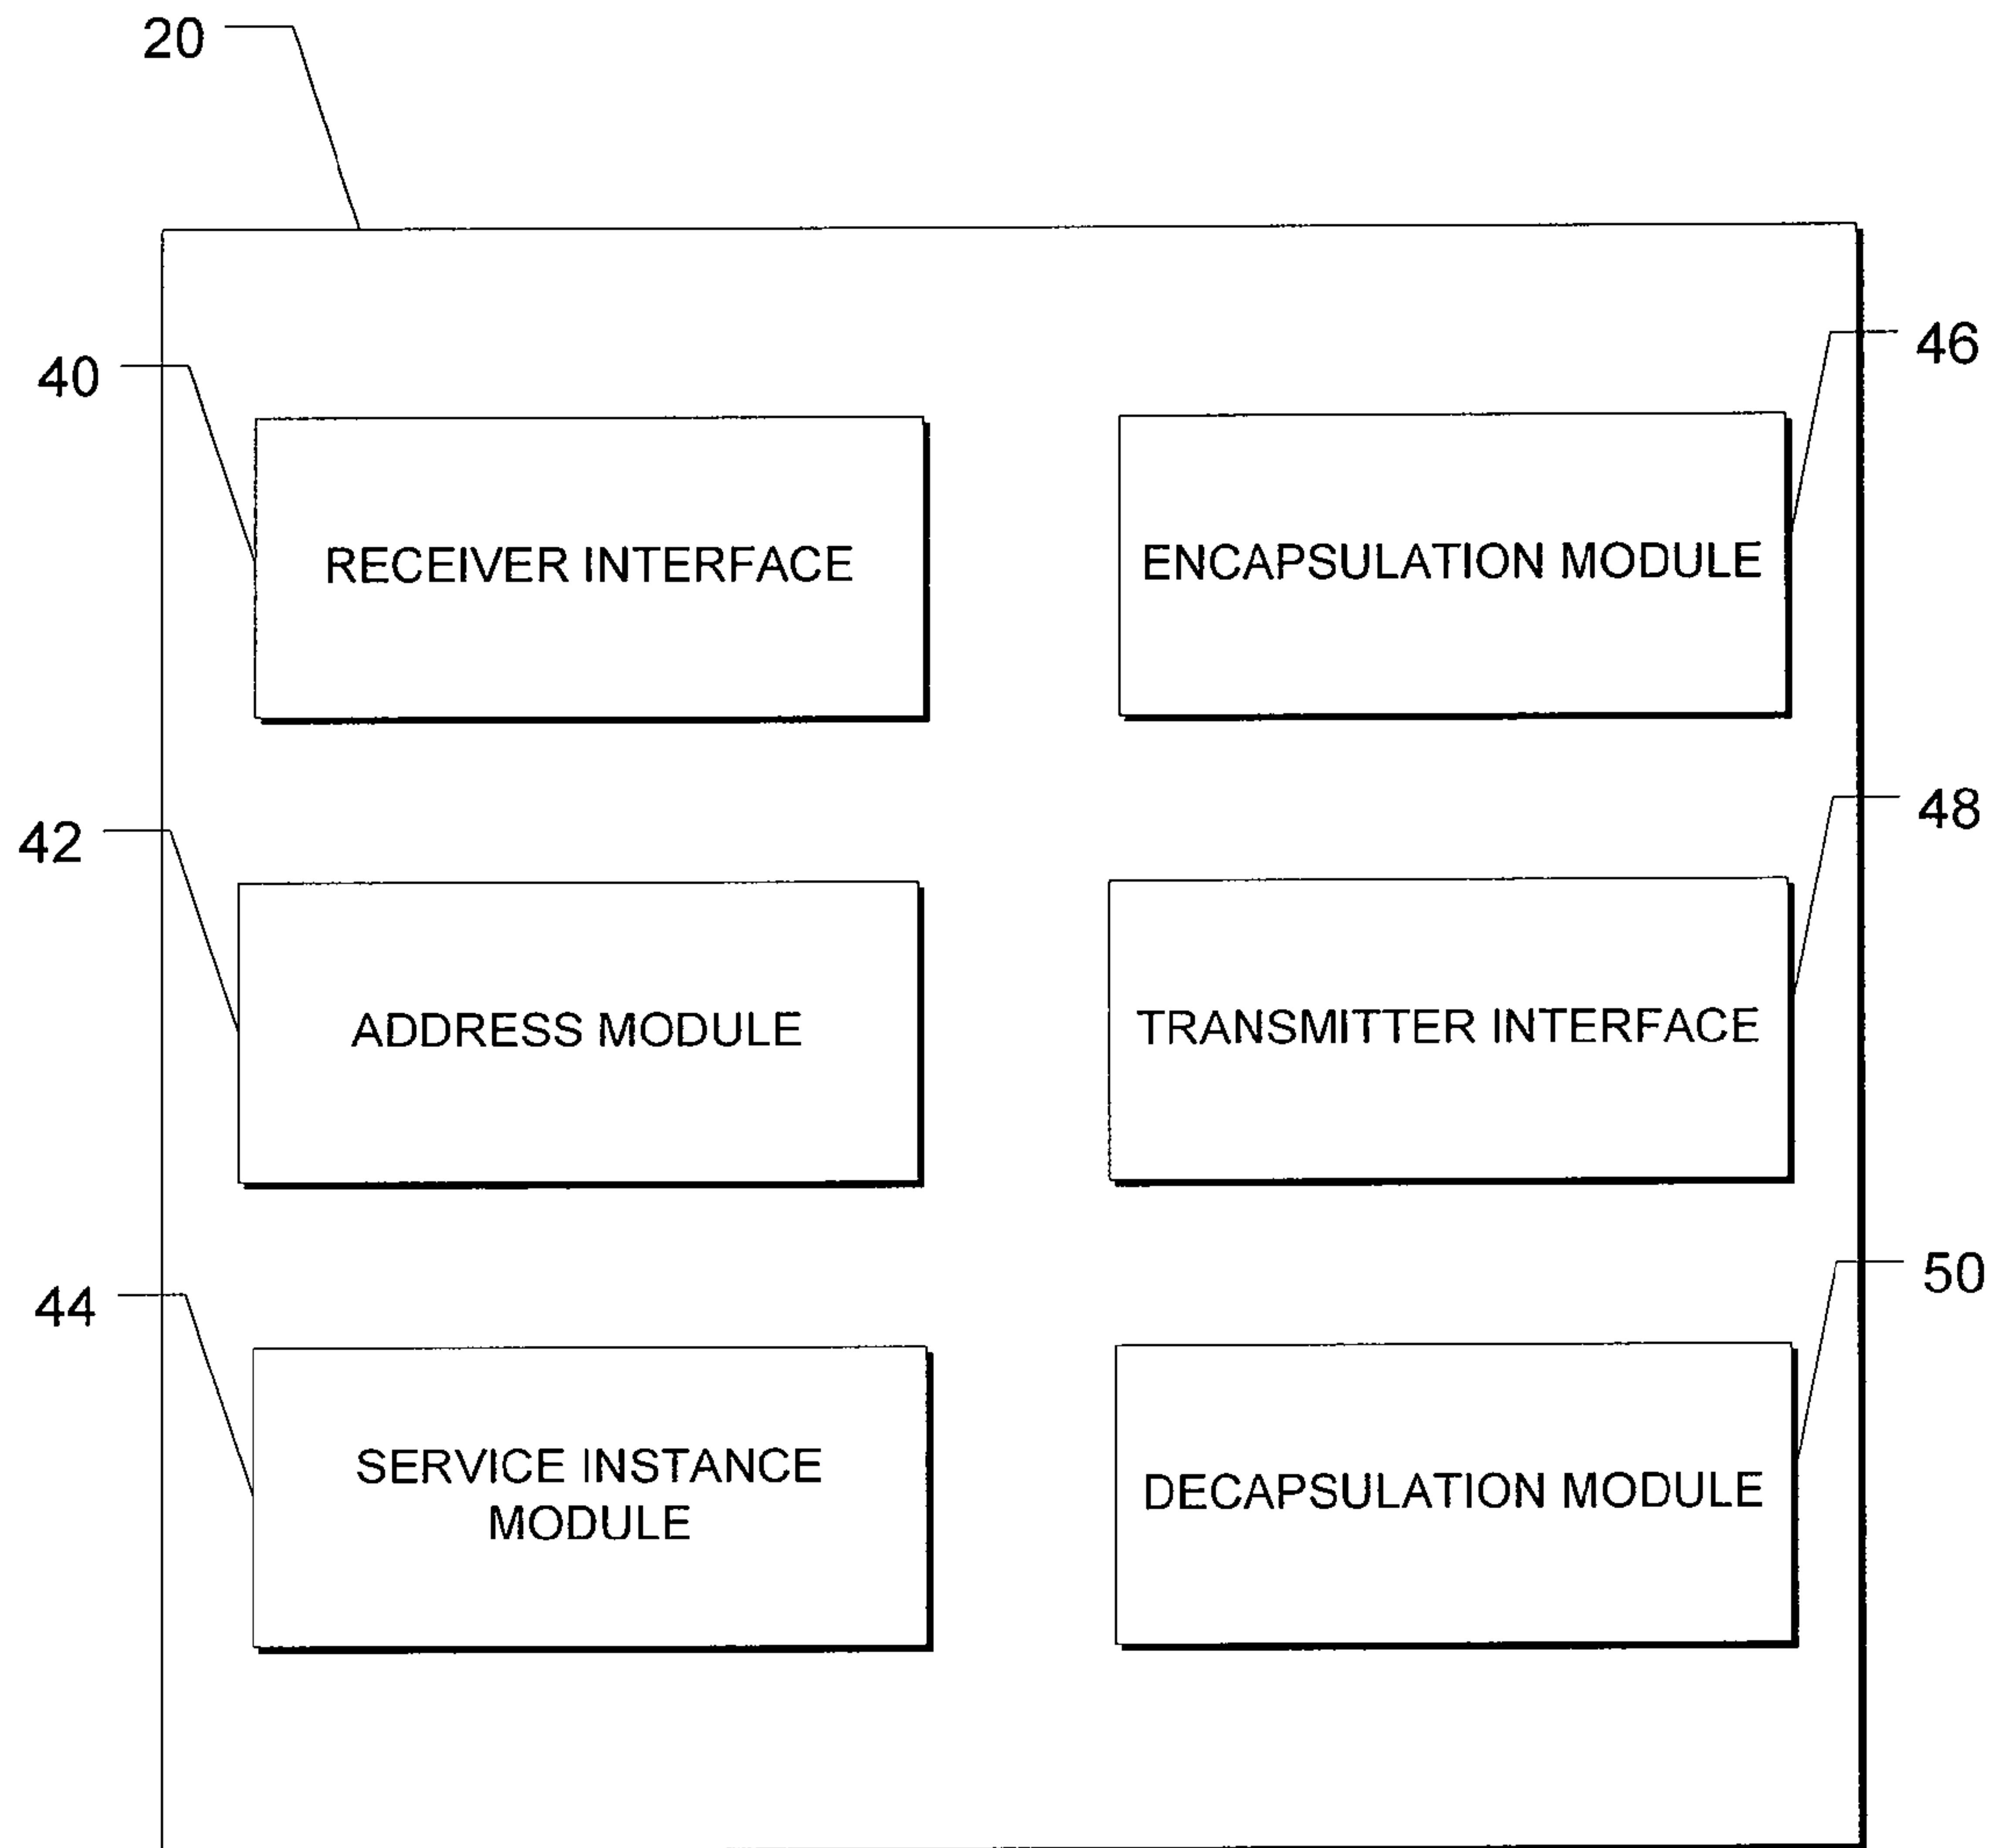 20
40
RECEIVER INTERFACE
46
ENCAPSULATION MODULE
42
ADDRESS MODULE
48
TRANSMITTER INTERFACE
44
SERVICE INSTANCE
MODULE
50
DECAPSULATION MODULE